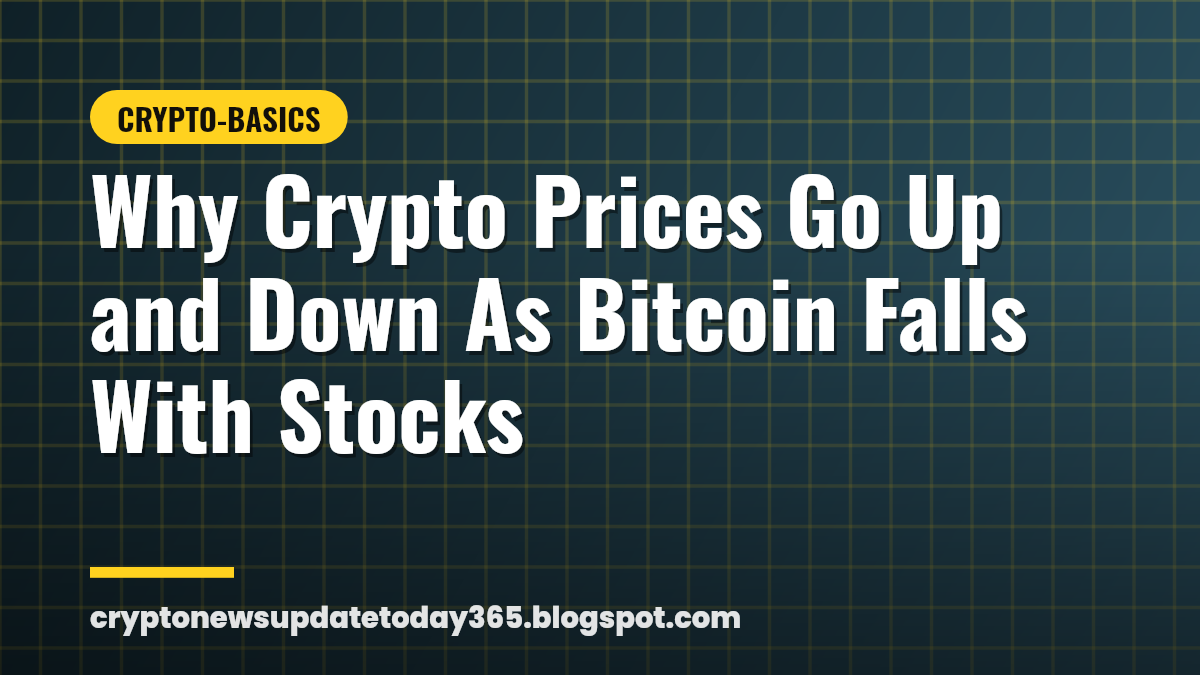 CRYPTO-BASICS
Why Crypto Prices Go Up
and Down As Bitcoin Falls
With Stocks
cryptonewsupdatetoday365.blogspot.com